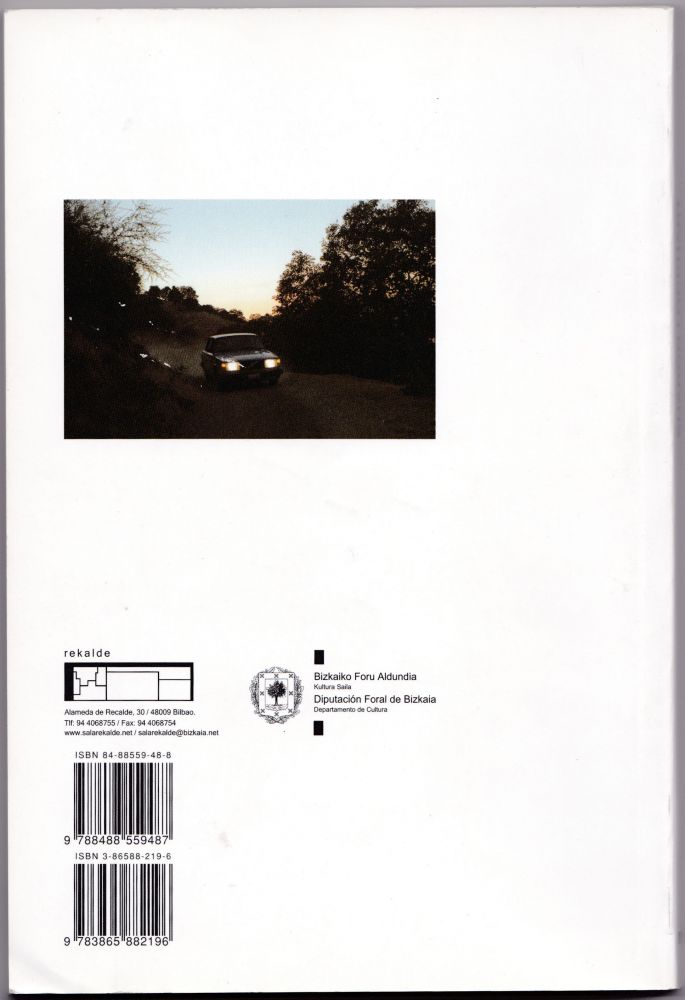 rekalde
Alameda de Recalde, 30 / 48009 Bilbao.
Tlf: 94 4068755 / Fax: 94 4068754
www.salarekalde.net / salarekalde@bizkaia.net
Bizkaiko Foru Aldundia
Kultura Saila
Diputación Foral de Bizkaia
Departamento de Cultura
ISBN 84-88559-48-8
9 788488 559487
ISBN 3-86588-219-6
9 783865 882196